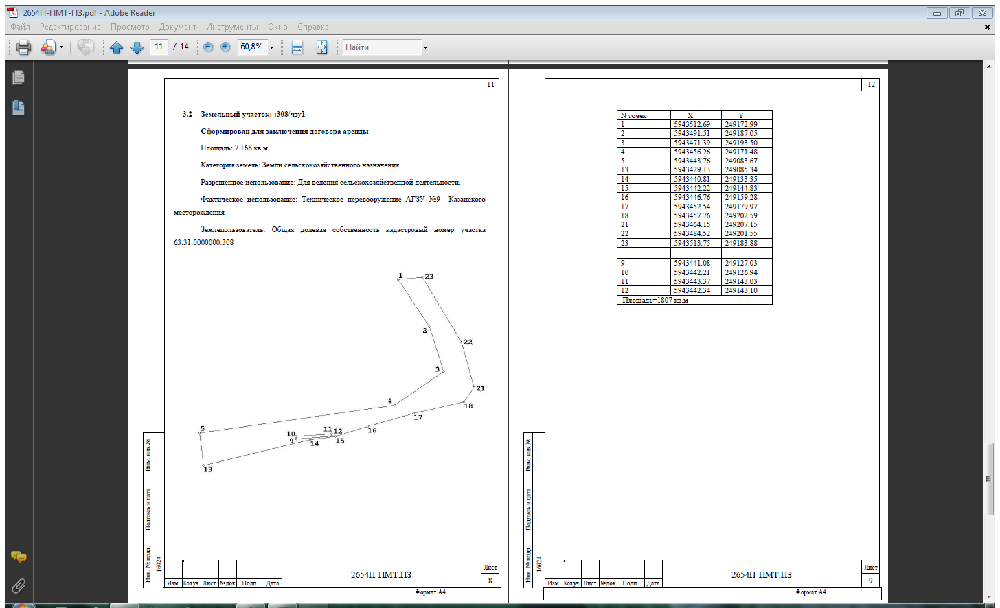 2654П-ПМТ-ПЗ.pdf - Adobe Reader
Файл Редактирование Просмотр Документ Инструменты Окно Справка
11 / 14 60,8% Найти
11
3.2 Земельный участок: :308/чзу1
Сформирован для заключения договора аренды
Площадь: 7 168 кв.м.
Категория земель: Земли сельскохозяйственного назначения
Разрешенное использование: Для ведения сельскохозяйственной деятельности.
Фактическое использование: Техническое перевооружение АГЗУ №9 Казанского
месторождения
Землепользователь: Общая долевая собственность кадастровый номер участка
63:31:0000000:308
1 23
2 22
3
21
4 18
17
5 16
10 11 12
9 14 15
13
Взам. инв. №
Подпись и дата
Инв. № подл.
16024
Изм. Кол.уч. Лист №док Подп. Дата
2654П-ПМТ.ПЗ
Лист
8
Формат А4
12
N точек X Y
1 5943512.69 249172.99
2 5943491.51 249187.05
3 5943471.39 249193.50
4 5943456.26 249171.48
5 5943443.76 249083.67
13 5943429.13 249085.34
14 5943440.81 249133.35
15 5943442.22 249144.83
16 5943446.76 249159.28
17 5943452.54 249179.97
18 5943457.76 249202.59
21 5943464.15 249207.15
22 5943484.52 249201.55
23 5943513.75 249183.88
9 5943441.08 249127.03
10 5943442.21 249126.94
11 5943443.37 249143.03
12 5943442.34 249143.10
Площадь=1807 кв.м
Взам. инв. №
Подпись и дата
Инв. № подл.
16024
Изм. Кол.уч. Лист №док Подп. Дата
2654П-ПМТ.ПЗ
Лист
9
Формат А4